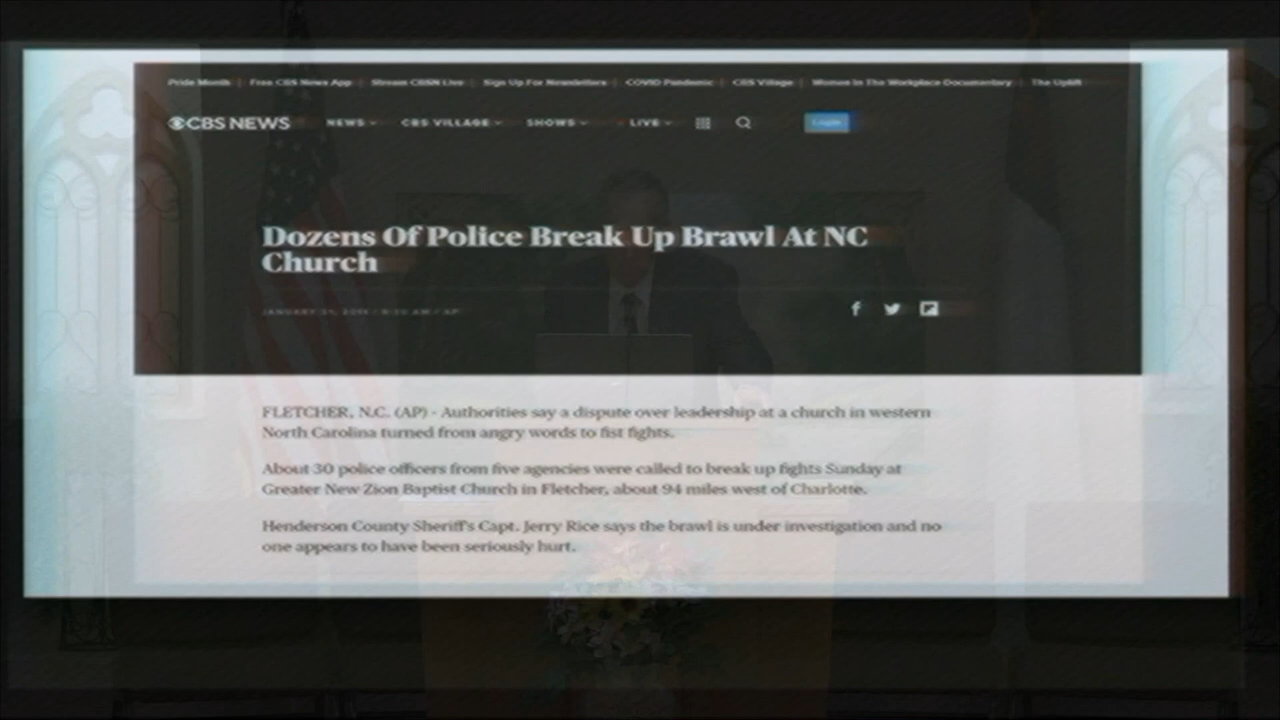 Pride Month | Free CBS News App | Stream CBSN Live | Sign Up For Newsletters | COVID Pandemic | CBS Village | Women In The Workplace Documentary | The Uplift
CBS NEWS NEWS CBS VILLAGE SHOWS LIVE Login
Dozens Of Police Break Up Brawl At NC
Church
FLETCHER, N.C. (AP) - Authorities say a dispute over leadership at a church in western
North Carolina turned from angry words to fist fights.
About 30 police officers from five agencies were called to break up fights Sunday at
Greater New Zion Baptist Church in Fletcher, about 94 miles west of Charlotte.
Henderson County Sheriff's Capt. Jerry Rice says the brawl is under investigation and no
one appears to have been seriously hurt.